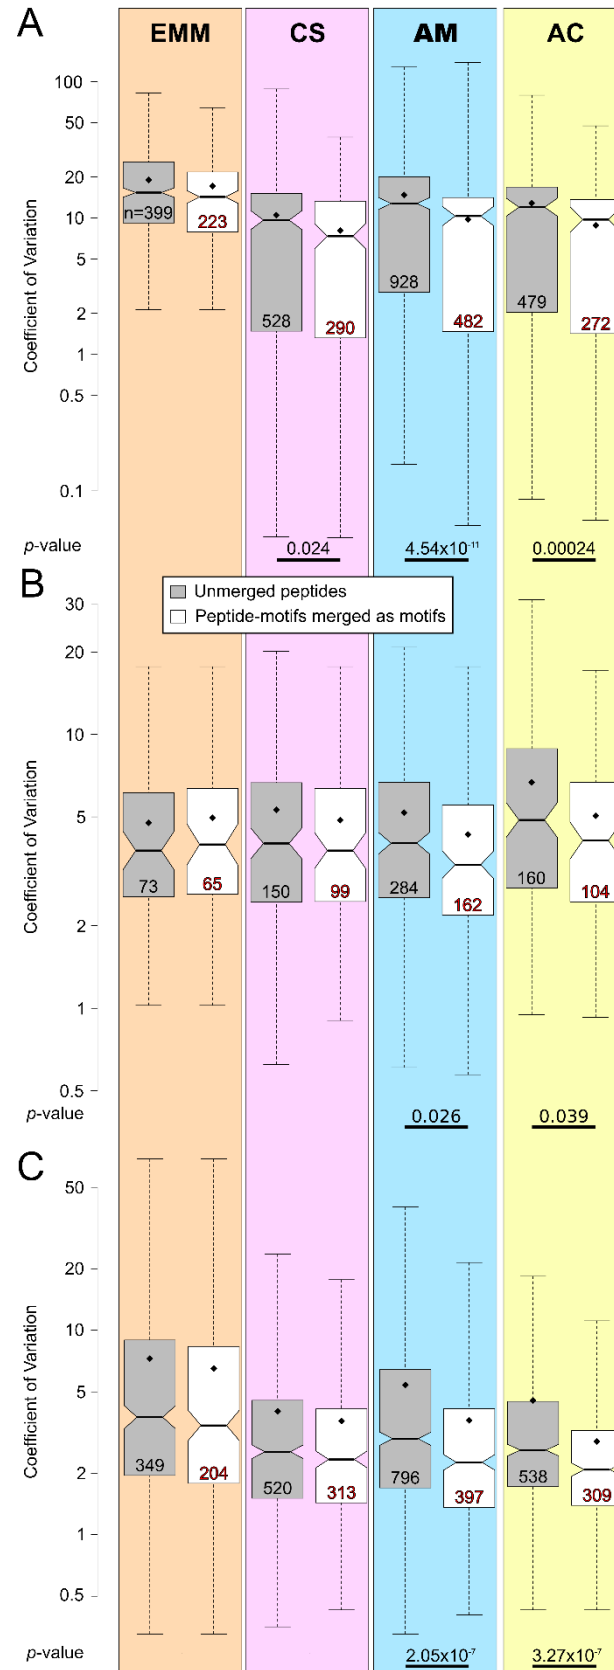 A
EMM CS AM AC
100
50
20
10
5
2
1
0.5
0.1
Coefficient of Variation
n=399 223 528 290 928 482 479 272
p-value 0.024 4.54x10⁻¹¹ 0.00024
B
Unmerged peptides
Peptide-motifs merged as motifs
30
20
10
5
2
1
0.5
Coefficient of Variation
73 65 150 99 284 162 160 104
p-value 0.026 0.039
C
50
20
10
5
2
1
0.5
Coefficient of Variation
349 204 520 313 796 397 538 309
p-value 2.05x10⁻⁷ 3.27x10⁻⁷